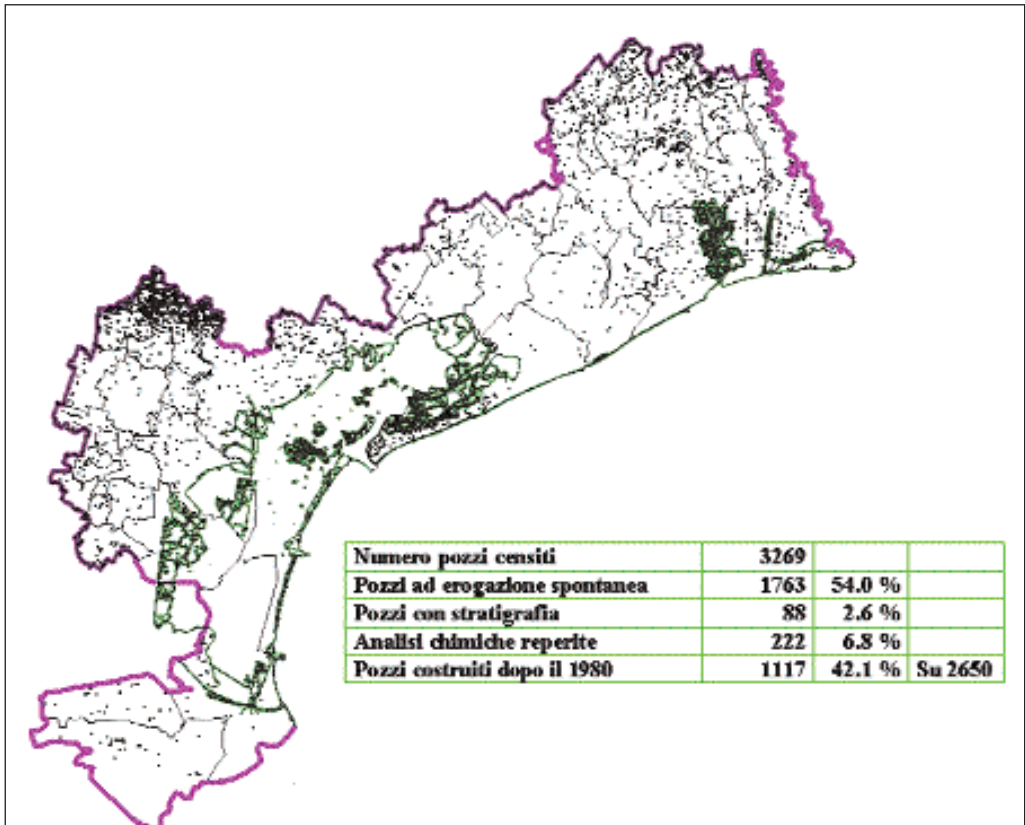 Numero pozzi censiti 3269
Pozzi ad erogazione spontanea 1763 54.0 %
Pozzi con stratigrafia 88 2.6 %
Analisi chimiche reperite 222 6.8 %
Pozzi costruiti dopo il 1980 1117 42.1 % Su 2650